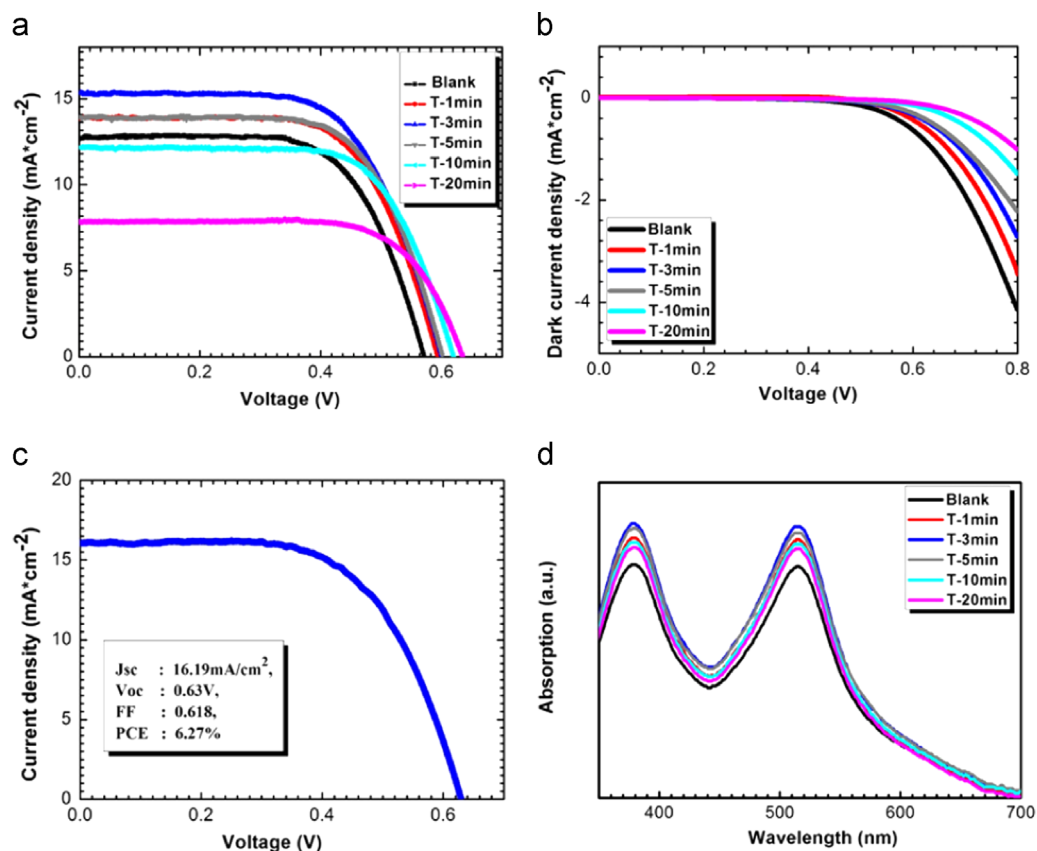 a
Current density (mA*cm-2)
15
10
5
0
0.0 0.2 0.4 0.6
Voltage (V)
Blank
T-1min
T-3min
T-5min
T-10min
T-20min
b
Dark current density (mA*cm-2)
0
-2
-4
0.0 0.2 0.4 0.6 0.8
Voltage (V)
Blank
T-1min
T-3min
T-5min
T-10min
T-20min
c
Current density (mA*cm-2)
20
15
10
5
0
0.0 0.2 0.4 0.6
Voltage (V)
Jsc : 16.19mA/cm2,
Voc : 0.63V,
FF : 0.618,
PCE : 6.27%
d
Absorption (a.u.)
400 500 600 700
Wavelength (nm)
Blank
T-1min
T-3min
T-5min
T-10min
T-20min